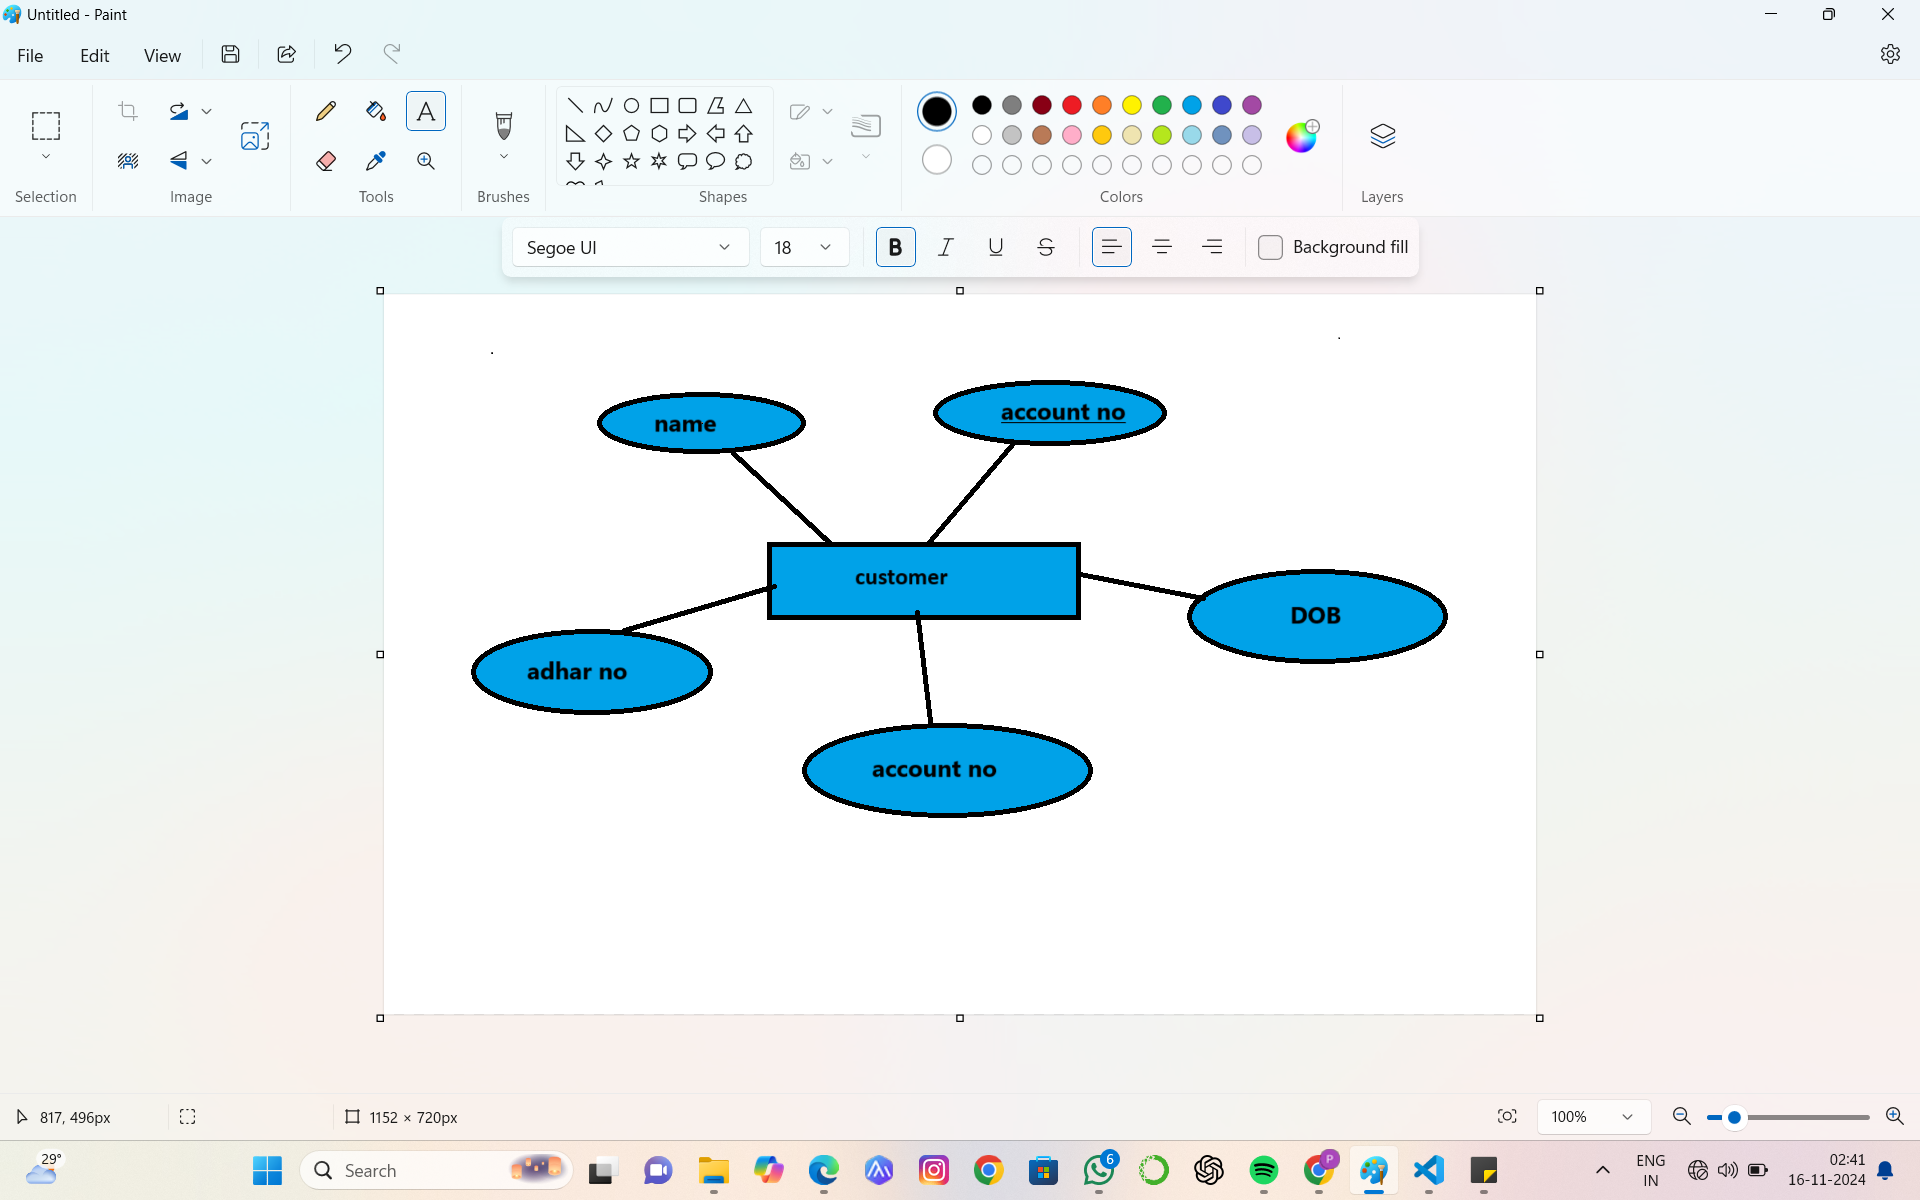 Untitled - Paint
File Edit View
Selection Image Tools Brushes Shapes Colors Layers
Segoe UI 18 B I U S Background fill
name
account no
customer
DOB
adhar no
account no
817, 496px 1152 × 720px 100%
29° Search 6 P ENG 02:41
IN 16-11-2024